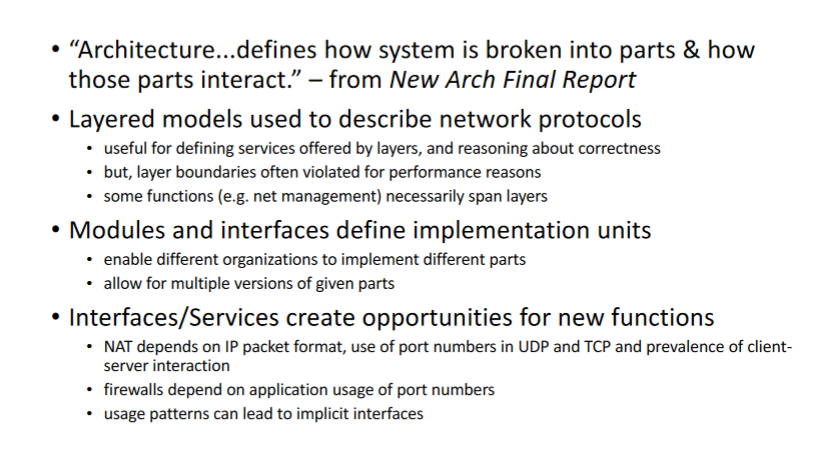 • “Architecture...defines how system is broken into parts & how
those parts interact.” – from New Arch Final Report
• Layered models used to describe network protocols
• useful for defining services offered by layers, and reasoning about correctness
• but, layer boundaries often violated for performance reasons
• some functions (e.g. net management) necessarily span layers
• Modules and interfaces define implementation units
• enable different organizations to implement different parts
• allow for multiple versions of given parts
• Interfaces/Services create opportunities for new functions
• NAT depends on IP packet format, use of port numbers in UDP and TCP and prevalence of client-
server interaction
• firewalls depend on application usage of port numbers
• usage patterns can lead to implicit interfaces